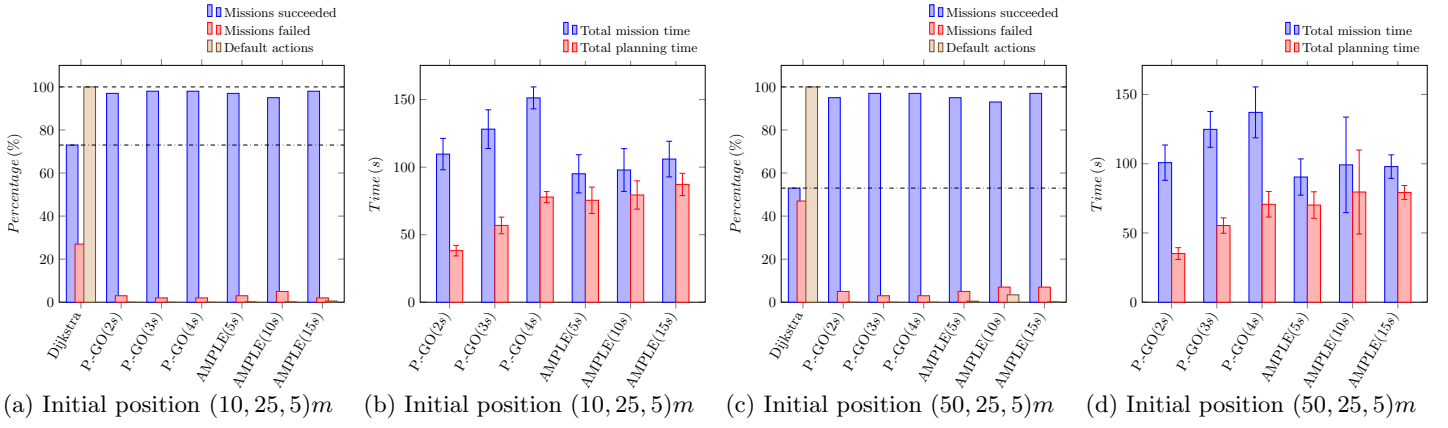 Missions succeeded
Missions failed
Default actions
Percentage (%)
100
80
60
40
20
0
Dijkstra
P.-GO(2s)
P.-GO(3s)
P.-GO(4s)
AMPLE(5s)
AMPLE(10s)
AMPLE(15s)
(a) Initial position (10, 25, 5)m
Total mission time
Total planning time
Time (s)
150
100
50
0
P.-GO(2s)
P.-GO(3s)
P.-GO(4s)
AMPLE(5s)
AMPLE(10s)
AMPLE(15s)
(b) Initial position (10, 25, 5)m
Missions succeeded
Missions failed
Default actions
Percentage (%)
100
80
60
40
20
0
Dijkstra
P.-GO(2s)
P.-GO(3s)
P.-GO(4s)
AMPLE(5s)
AMPLE(10s)
AMPLE(15s)
(c) Initial position (50, 25, 5)m
Total mission time
Total planning time
Time (s)
150
100
50
0
P.-GO(2s)
P.-GO(3s)
P.-GO(4s)
AMPLE(5s)
AMPLE(10s)
AMPLE(15s)
(d) Initial position (50, 25, 5)m